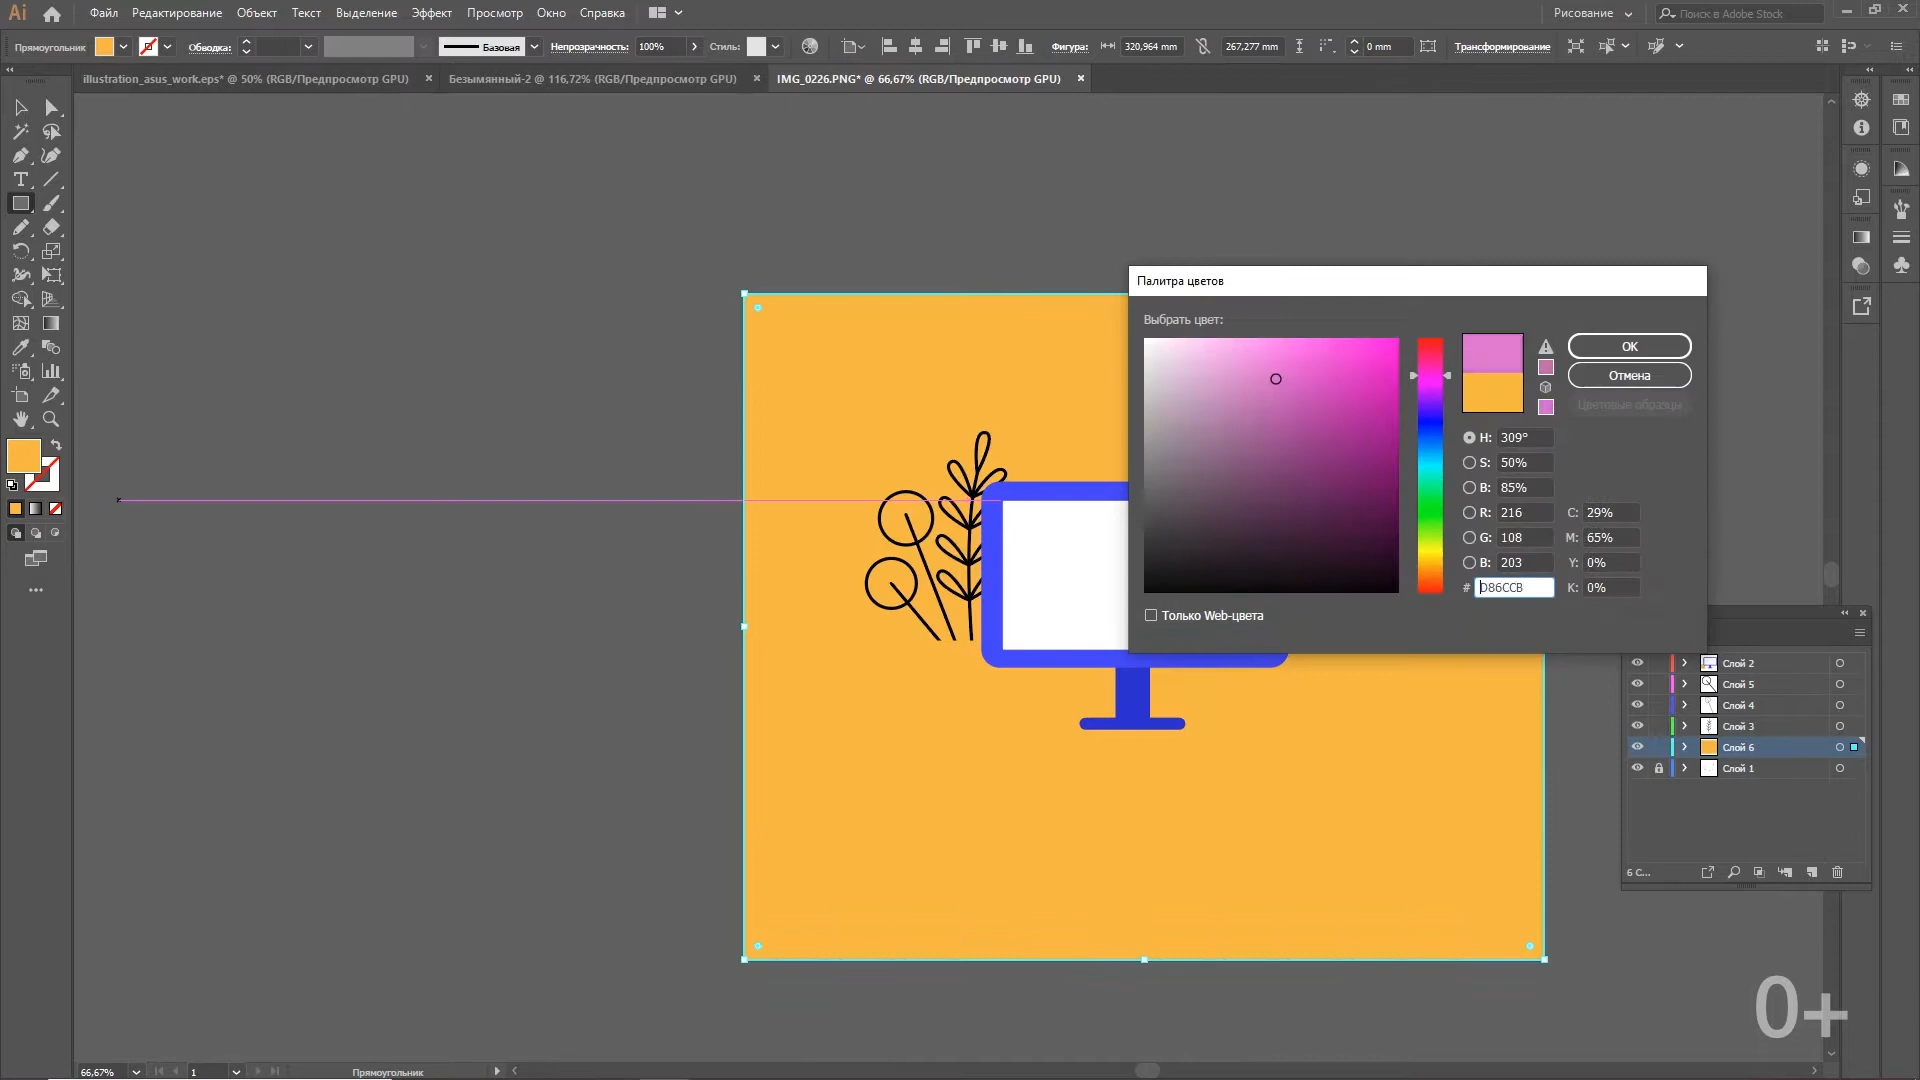 Ai Файл Редактирование Объект Текст Выделение Эффект Просмотр Окно Справка Рисование Поиск в Adobe Stock
Прямоугольник Обводка: Базовая Непрозрачность: 100% Стиль: Фигура: 320,964 mm 267,277 mm 0 mm Трансформирование
illustration_asus_work.eps* @ 50% (RGB/Предпросмотр GPU) Безымянный-2 @ 116,72% (RGB/Предпросмотр GPU) IMG_0226.PNG* @ 66,67% (RGB/Предпросмотр GPU)
Палитра цветов
Выбрать цвет:
OK
Отмена
Цветовые образцы
H: 309°
S: 50%
B: 85%
R: 216 C: 29%
G: 108 M: 65%
B: 203 Y: 0%
# D86CCB K: 0%
Только Web-цвета
Слой 2
Слой 5
Слой 4
Слой 3
Слой 6
Слой 1
6 С...
0+
66,67% 1 Прямоугольник